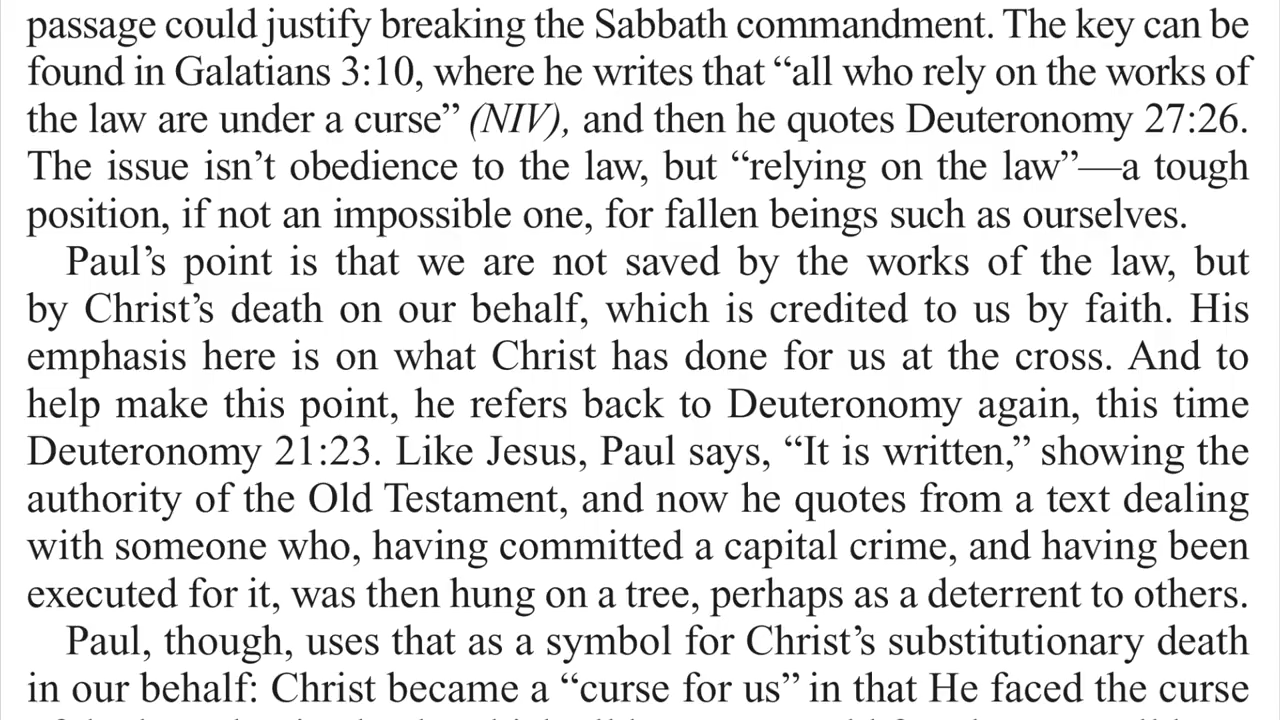 passage could justify breaking the Sabbath commandment. The key can be
found in Galatians 3:10, where he writes that “all who rely on the works of
the law are under a curse” (NIV), and then he quotes Deuteronomy 27:26.
The issue isn’t obedience to the law, but “relying on the law”—a tough
position, if not an impossible one, for fallen beings such as ourselves.
Paul’s point is that we are not saved by the works of the law, but
by Christ’s death on our behalf, which is credited to us by faith. His
emphasis here is on what Christ has done for us at the cross. And to
help make this point, he refers back to Deuteronomy again, this time
Deuteronomy 21:23. Like Jesus, Paul says, “It is written,” showing the
authority of the Old Testament, and now he quotes from a text dealing
with someone who, having committed a capital crime, and having been
executed for it, was then hung on a tree, perhaps as a deterrent to others.
Paul, though, uses that as a symbol for Christ’s substitutionary death
in our behalf: Christ became a “curse for us” in that He faced the curse